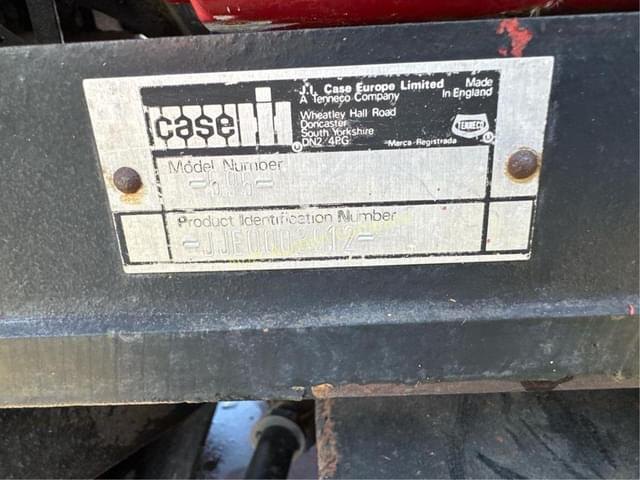 case IH
J.I. Case Europe Limited
A Tenneco Company
Made
In England
Wheatley Hall Road
Doncaster
South Yorkshire
DN2 4PG
TENNECO
Marca Registrada
Model Number
Product Identification Number